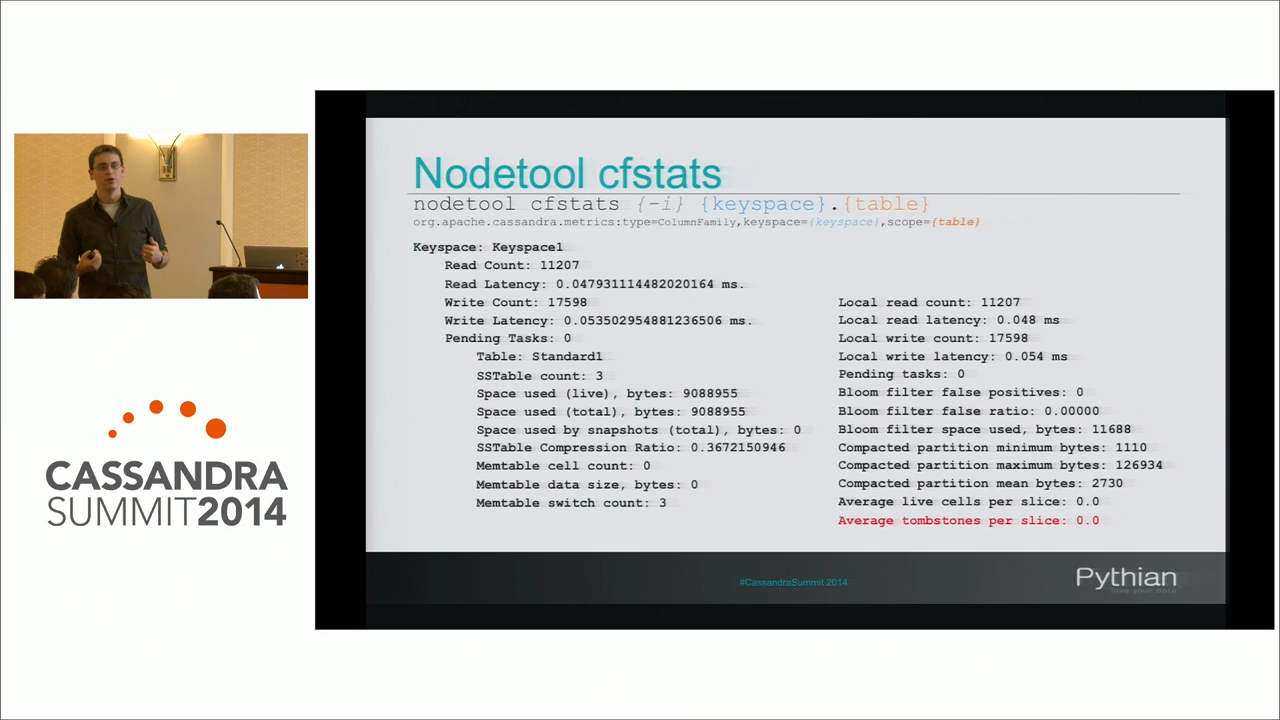 Nodetool cfstats
nodetool cfstats {-i} {keyspace}.{table}
org.apache.cassandra.metrics:type=ColumnFamily,keyspace={keyspace},scope={table}
Keyspace: Keyspace1
Read Count: 11207
Read Latency: 0.047931114482020164 ms.
Write Count: 17598
Write Latency: 0.053502954881236506 ms.
Pending Tasks: 0
Table: Standard1
SSTable count: 3
Space used (live), bytes: 9088955
Space used (total), bytes: 9088955
Space used by snapshots (total), bytes: 0
SSTable Compression Ratio: 0.3672150946
Memtable cell count: 0
Memtable data size, bytes: 0
Memtable switch count: 3
Local read count: 11207
Local read latency: 0.048 ms
Local write count: 17598
Local write latency: 0.054 ms
Pending tasks: 0
Bloom filter false positives: 0
Bloom filter false ratio: 0.00000
Bloom filter space used, bytes: 11688
Compacted partition minimum bytes: 1110
Compacted partition maximum bytes: 126934
Compacted partition mean bytes: 2730
Average live cells per slice: 0.0
Average tombstones per slice: 0.0
CASSANDRA
SUMMIT2014
#CassandraSummit 2014
Pythian
love your data